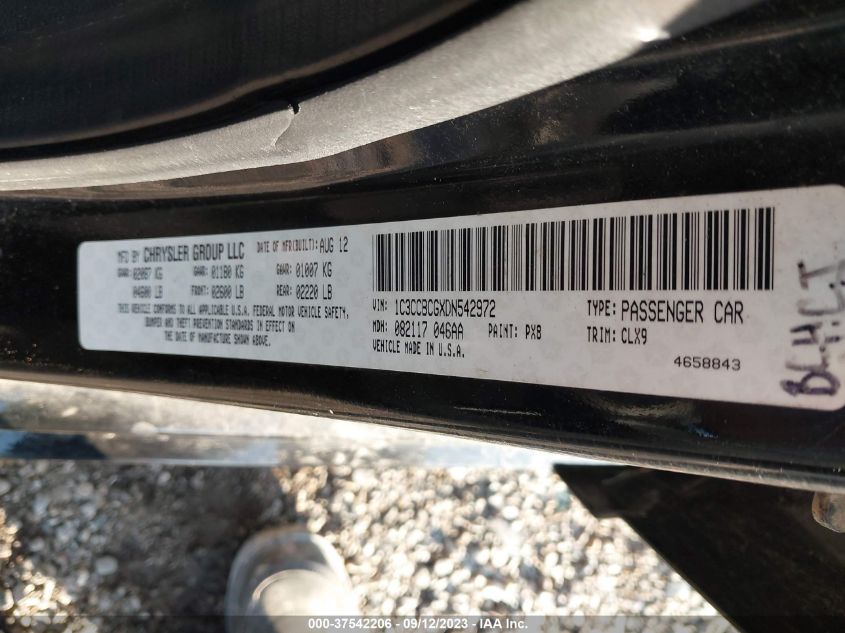 MFD BY CHRYSLER GROUP LLC DATE OF MFR(BUILT): AUG 12
GVWR: 02087 KG GAWR: 01180 KG GAWR: 01007 KG
04600 LB FRONT: 02600 LB REAR: 02220 LB
THIS VEHICLE CONFORMS TO ALL APPLICABLE U.S.A. FEDERAL MOTOR VEHICLE SAFETY,
BUMPER AND THEFT PREVENTION STANDARDS IN EFFECT ON
THE DATE OF MANUFACTURE SHOWN ABOVE.
VIN: 1C3CCBCGXDN542972 TYPE: PASSENGER CAR
MDH: 082117 046AA PAINT: PX8 TRIM: CLX9
VEHICLE MADE IN U.S.A.
4658843
000-37542206 - 09/12/2023 - IAA Inc.